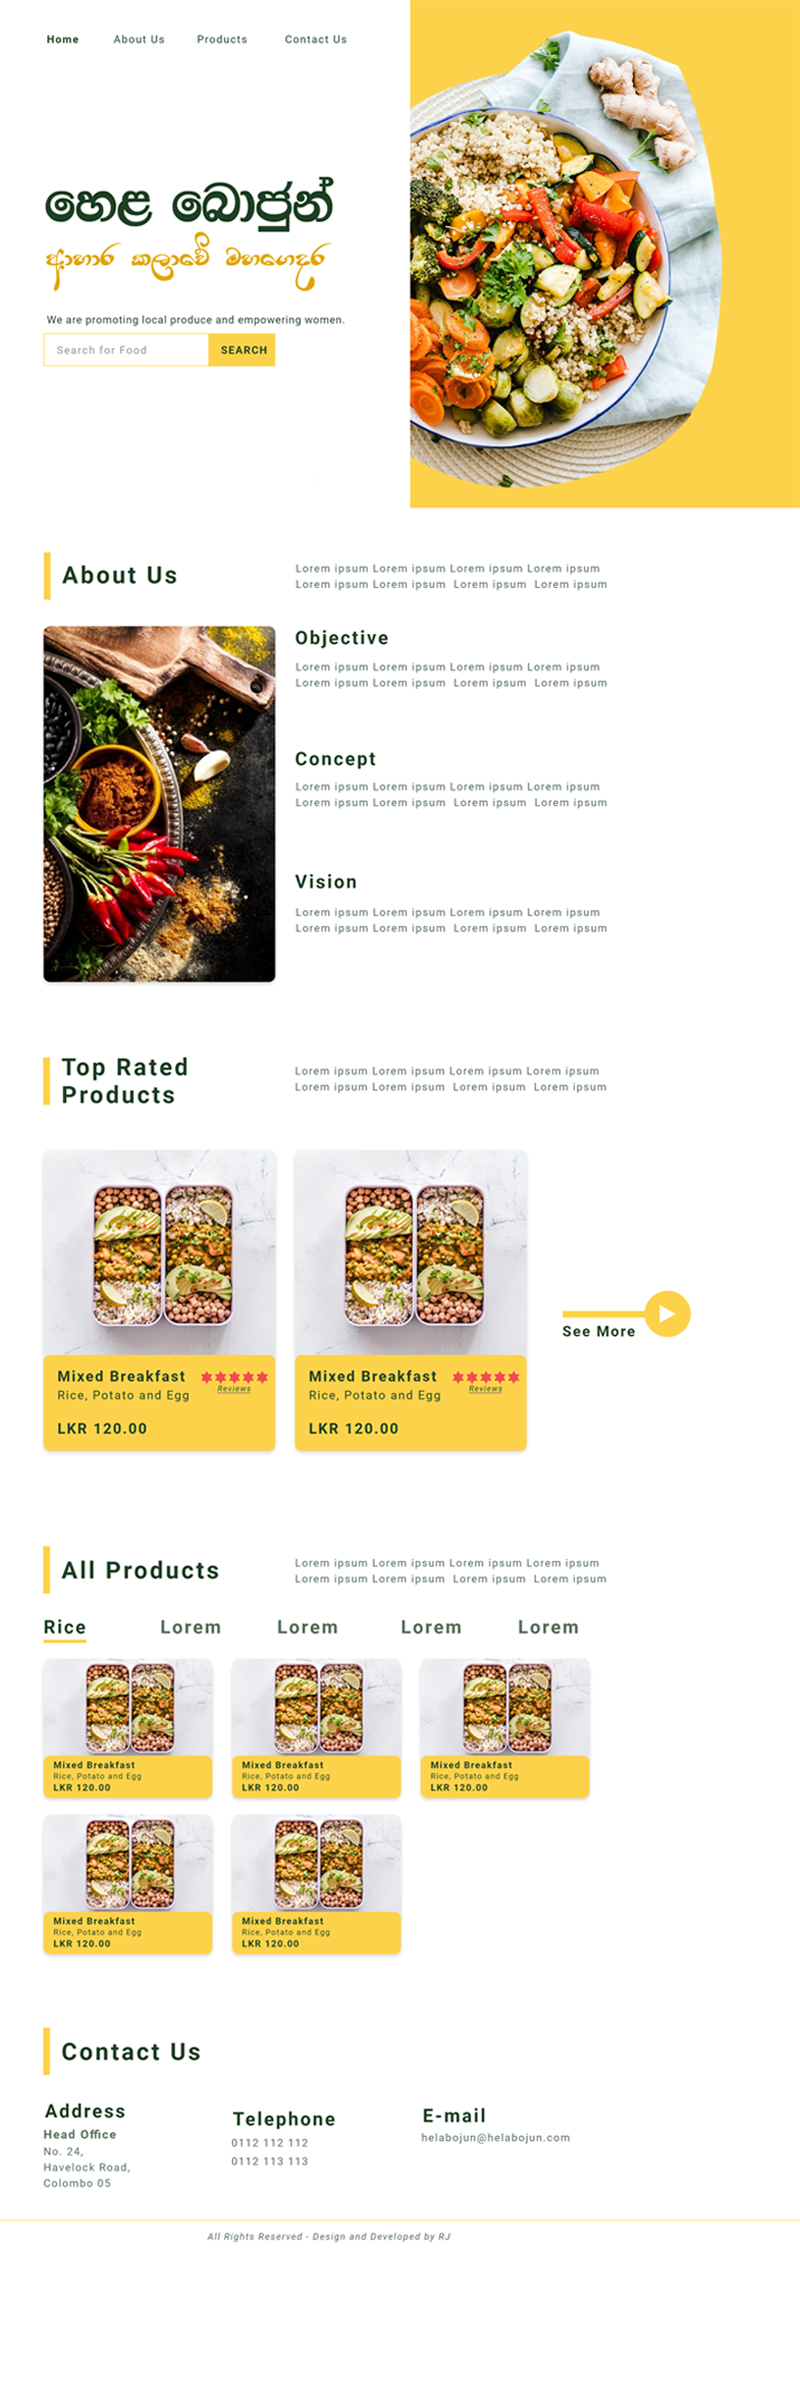 Home About Us Products Contact Us
හෙළ බොජුන්
ආහාර කලාවේ මහගෙදර
We are promoting local produce and empowering women.
Search for Food SEARCH
About Us
Lorem ipsum Lorem ipsum Lorem ipsum Lorem ipsum
Lorem ipsum Lorem ipsum Lorem ipsum Lorem ipsum
Objective
Lorem ipsum Lorem ipsum Lorem ipsum Lorem ipsum
Lorem ipsum Lorem ipsum Lorem ipsum Lorem ipsum
Concept
Lorem ipsum Lorem ipsum Lorem ipsum Lorem ipsum
Lorem ipsum Lorem ipsum Lorem ipsum Lorem ipsum
Vision
Lorem ipsum Lorem ipsum Lorem ipsum Lorem ipsum
Lorem ipsum Lorem ipsum Lorem ipsum Lorem ipsum
Top Rated
Products
Lorem ipsum Lorem ipsum Lorem ipsum Lorem ipsum
Lorem ipsum Lorem ipsum Lorem ipsum Lorem ipsum
Mixed Breakfast
Reviews
Rice, Potato and Egg
LKR 120.00
Mixed Breakfast
Reviews
Rice, Potato and Egg
LKR 120.00
See More
All Products
Lorem ipsum Lorem ipsum Lorem ipsum Lorem ipsum
Lorem ipsum Lorem ipsum Lorem ipsum Lorem ipsum
Rice Lorem Lorem Lorem Lorem
Mixed Breakfast
Rice, Potato and Egg
LKR 120.00
Mixed Breakfast
Rice, Potato and Egg
LKR 120.00
Mixed Breakfast
Rice, Potato and Egg
LKR 120.00
Mixed Breakfast
Rice, Potato and Egg
LKR 120.00
Mixed Breakfast
Rice, Potato and Egg
LKR 120.00
Contact Us
Address
Head Office
No. 24,
Havelock Road,
Colombo 05
Telephone
0112 112 112
0112 113 113
E-mail
helabojun@helabojun.com
All Rights Reserved - Design and Developed by RJ